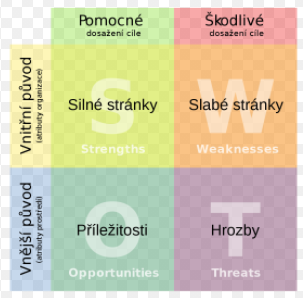 Pomocné
dosažení cíle
Škodlivé
dosažení cíle
Vnitřní původ
(atributy organizace)
S
Silné stránky
Strengths
W
Slabé stránky
Weaknesses
Vnější původ
(atributy prostředí)
O
Příležitosti
Opportunities
T
Hrozby
Threats